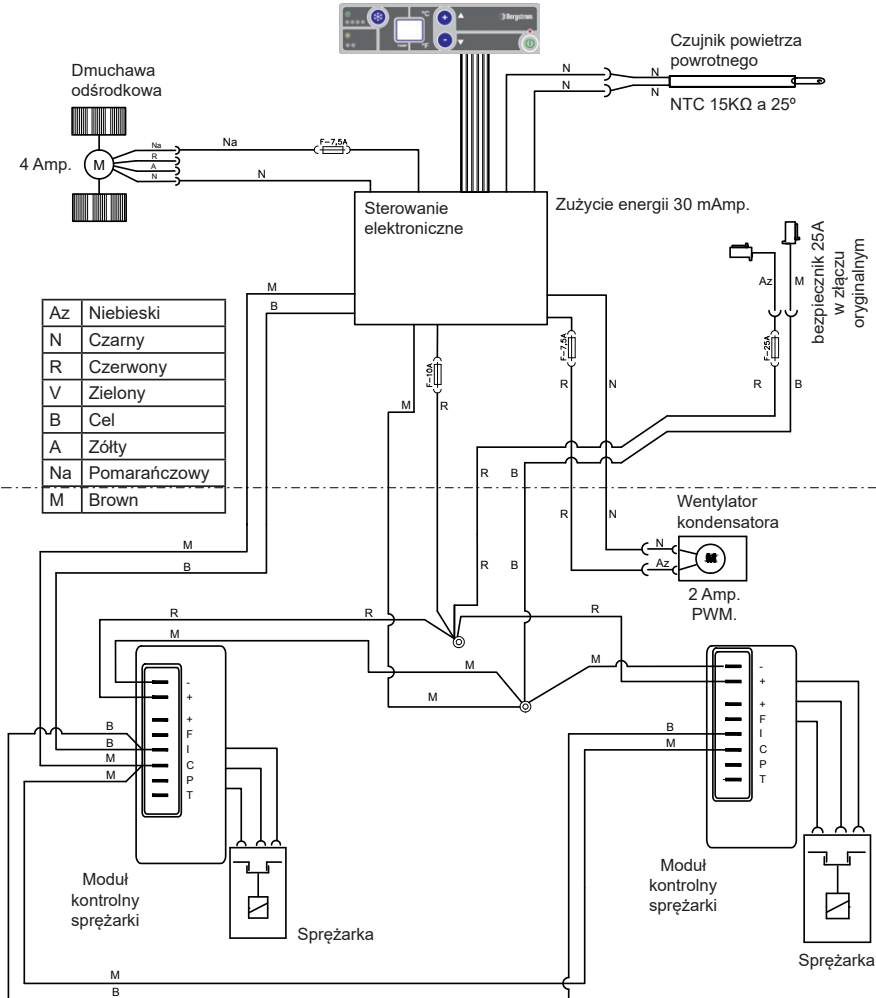 °C
°F
Bergstrom
Czujnik powietrza
powrotnego
N
N
N
N
NTC 15KΩ a 25º
Dmuchawa
odśrodkowa
4 Amp.
M
Na
R
A
N
Na
N
F-7,5A
Sterowanie
elektroniczne
Zużycie energii 30 mAmp.
bezpiecznik 25A
w złączu
oryginalnym
Az
M
F-25A
R
B
M
B
Az Niebieski
N Czarny
R Czerwony
V Zielony
B Cel
A Zółty
Na Pomarańczowy
M Brown
F-10A
M
R
F-7,5A
R
N
R
B
R
N
Wentylator
kondensatora
N
Az
M
2 Amp.
PWM.
M
B
R
B
R
R
M
R
M
M
M
-
+
+
F
I
C
P
T
B
B
M
M
-
+
+
F
I
C
P
T
B
M
Moduł
kontrolny
sprężarki
Sprężarka
Moduł
kontrolny
sprężarki
Sprężarka
M
B